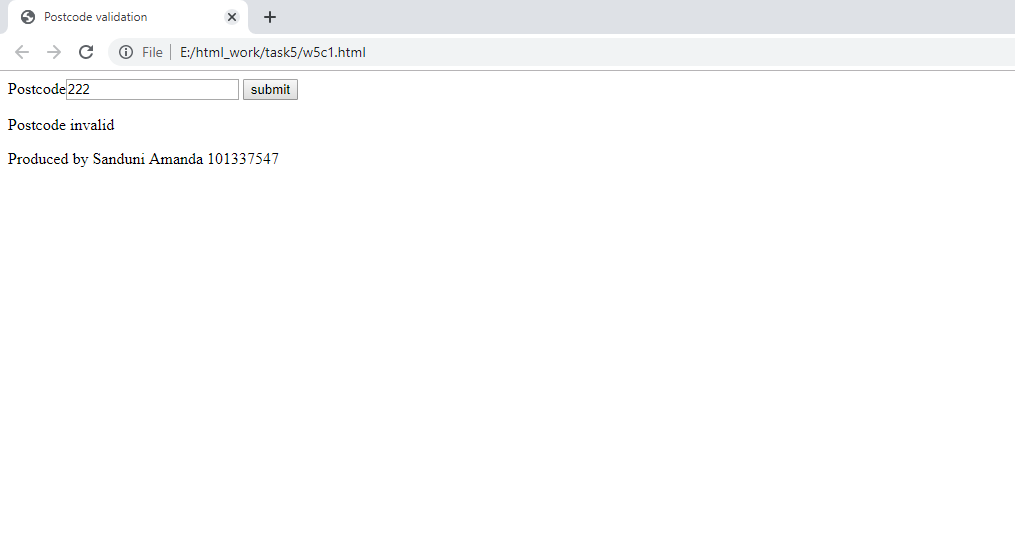 Postcode validation
File E:/html_work/task5/w5c1.html
Postcode 222 submit
Postcode invalid
Produced by Sanduni Amanda 101337547